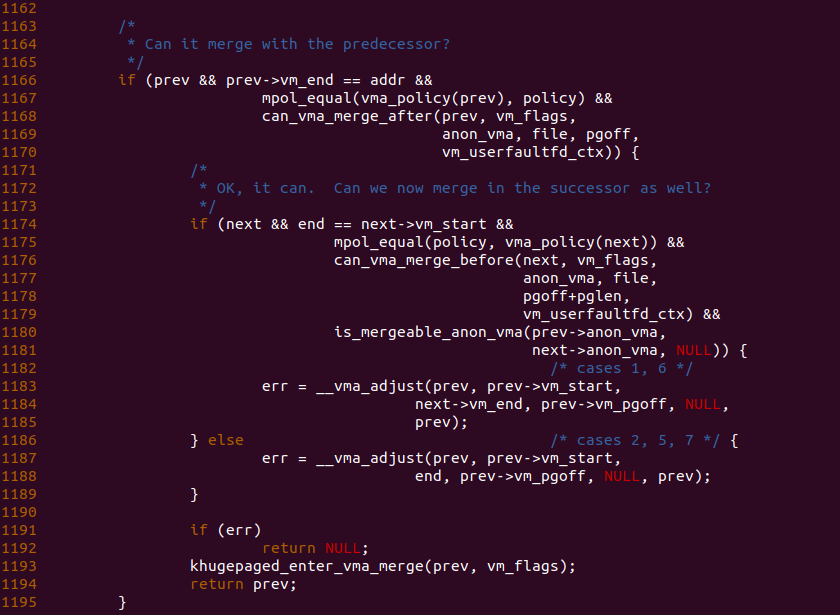 1162
1163         /*
1164          * Can it merge with the predecessor?
1165          */
1166         if (prev && prev->vm_end == addr &&
1167                         mpol_equal(vma_policy(prev), policy) &&
1168                         can_vma_merge_after(prev, vm_flags,
1169                                             anon_vma, file, pgoff,
1170                                             vm_userfaultfd_ctx)) {
1171                 /*
1172                  * OK, it can.  Can we now merge in the successor as well?
1173                  */
1174                 if (next && end == next->vm_start &&
1175                                 mpol_equal(policy, vma_policy(next)) &&
1176                                 can_vma_merge_before(next, vm_flags,
1177                                                      anon_vma, file,
1178                                                      pgoff+pglen,
1179                                                      vm_userfaultfd_ctx) &&
1180                                 is_mergeable_anon_vma(prev->anon_vma,
1181                                                       next->anon_vma, NULL)) {
1182                                                         /* cases 1, 6 */
1183                         err = __vma_adjust(prev, prev->vm_start,
1184                                          next->vm_end, prev->vm_pgoff, NULL,
1185                                          prev);
1186                 } else                                  /* cases 2, 5, 7 */ {
1187                         err = __vma_adjust(prev, prev->vm_start,
1188                                          end, prev->vm_pgoff, NULL, prev);
1189                 }
1190
1191                 if (err)
1192                         return NULL;
1193                 khugepaged_enter_vma_merge(prev, vm_flags);
1194                 return prev;
1195         }